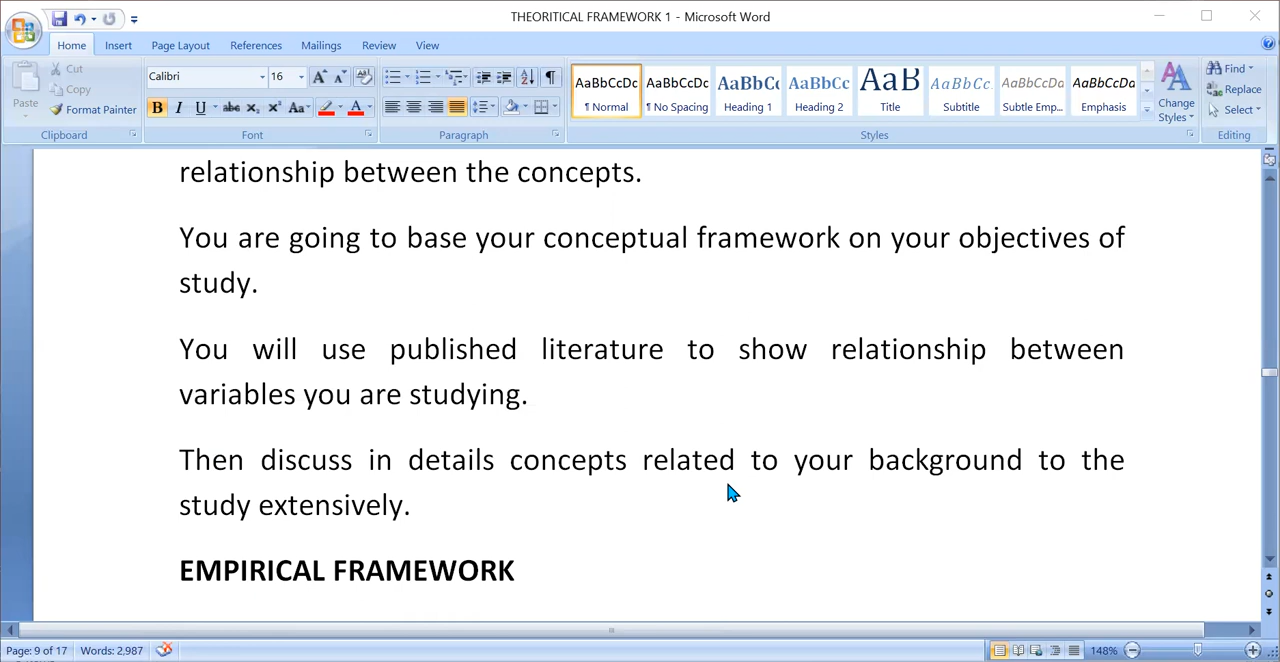 THEORITICAL FRAMEWORK 1 - Microsoft Word
Home Insert Page Layout References Mailings Review View
Paste
Cut
Copy
Format Painter
Clipboard
Calibri 16
B I U abc X₂ X² Aa
Font
Paragraph
AaBbCcDc AaBbCcDc AaBbCc AaBbCc AaB AaBbCc. AaBbCcDa AaBbCcDa
¶ Normal ¶ No Spacing Heading 1 Heading 2 Title Subtitle Subtle Emp... Emphasis
Change Styles
Styles
Find
Replace
Select
Editing
relationship between the concepts.
You are going to base your conceptual framework on your objectives of
study.
You will use published literature to show relationship between
variables you are studying.
Then discuss in details concepts related to your background to the
study extensively.
EMPIRICAL FRAMEWORK
Page: 9 of 17 Words: 2,987 148%